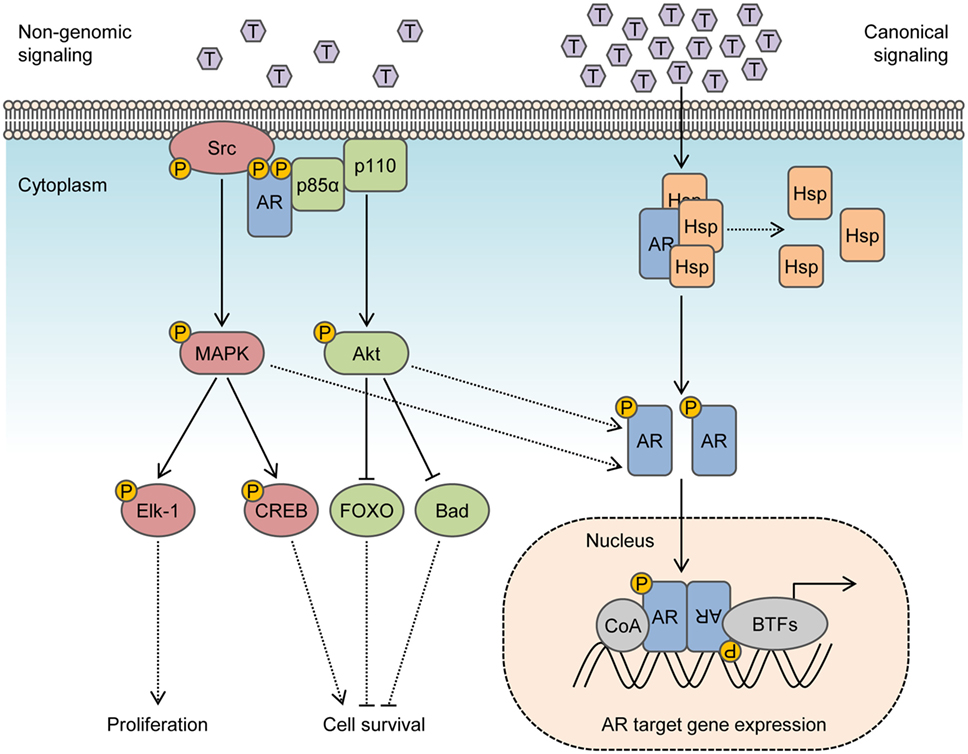 Non-genomic
signaling
T T T T T T
T T T T T T T T T T T T T T T
Canonical
signaling
Src
P
P P
AR
p85α
p110
Cytoplasm
Hsp
AR
Hsp
Hsp
Hsp
Hsp
Hsp
P
MAPK
P
Akt
P
AR
P
AR
P
Elk-1
P
CREB
FOXO
Bad
Nucleus
P
CoA
AR
AR
P
BTFs
Proliferation
Cell survival
AR target gene expression